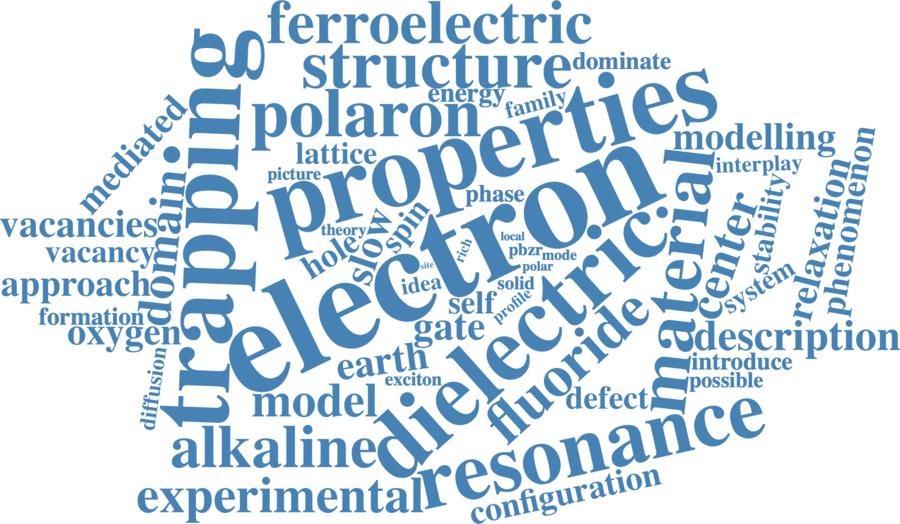 ferroelectric
structure
dominate
energy
family
polaron
properties
trapping
mediated
domain
lattice
picture
modelling
interplay
material
phase
electron
vacancies
vacancy
approach
formation
oxygen
diffusion
theory
hole
slow
spin
site
rich
local
pbzr
mode
polar
idea
solid
profile
self
gate
earth
exciton
dielectric
fluoride
center
stability
system
relaxation
phenomenon
description
introduce
possible
defect
model
alkaline
resonance
experimental
configuration